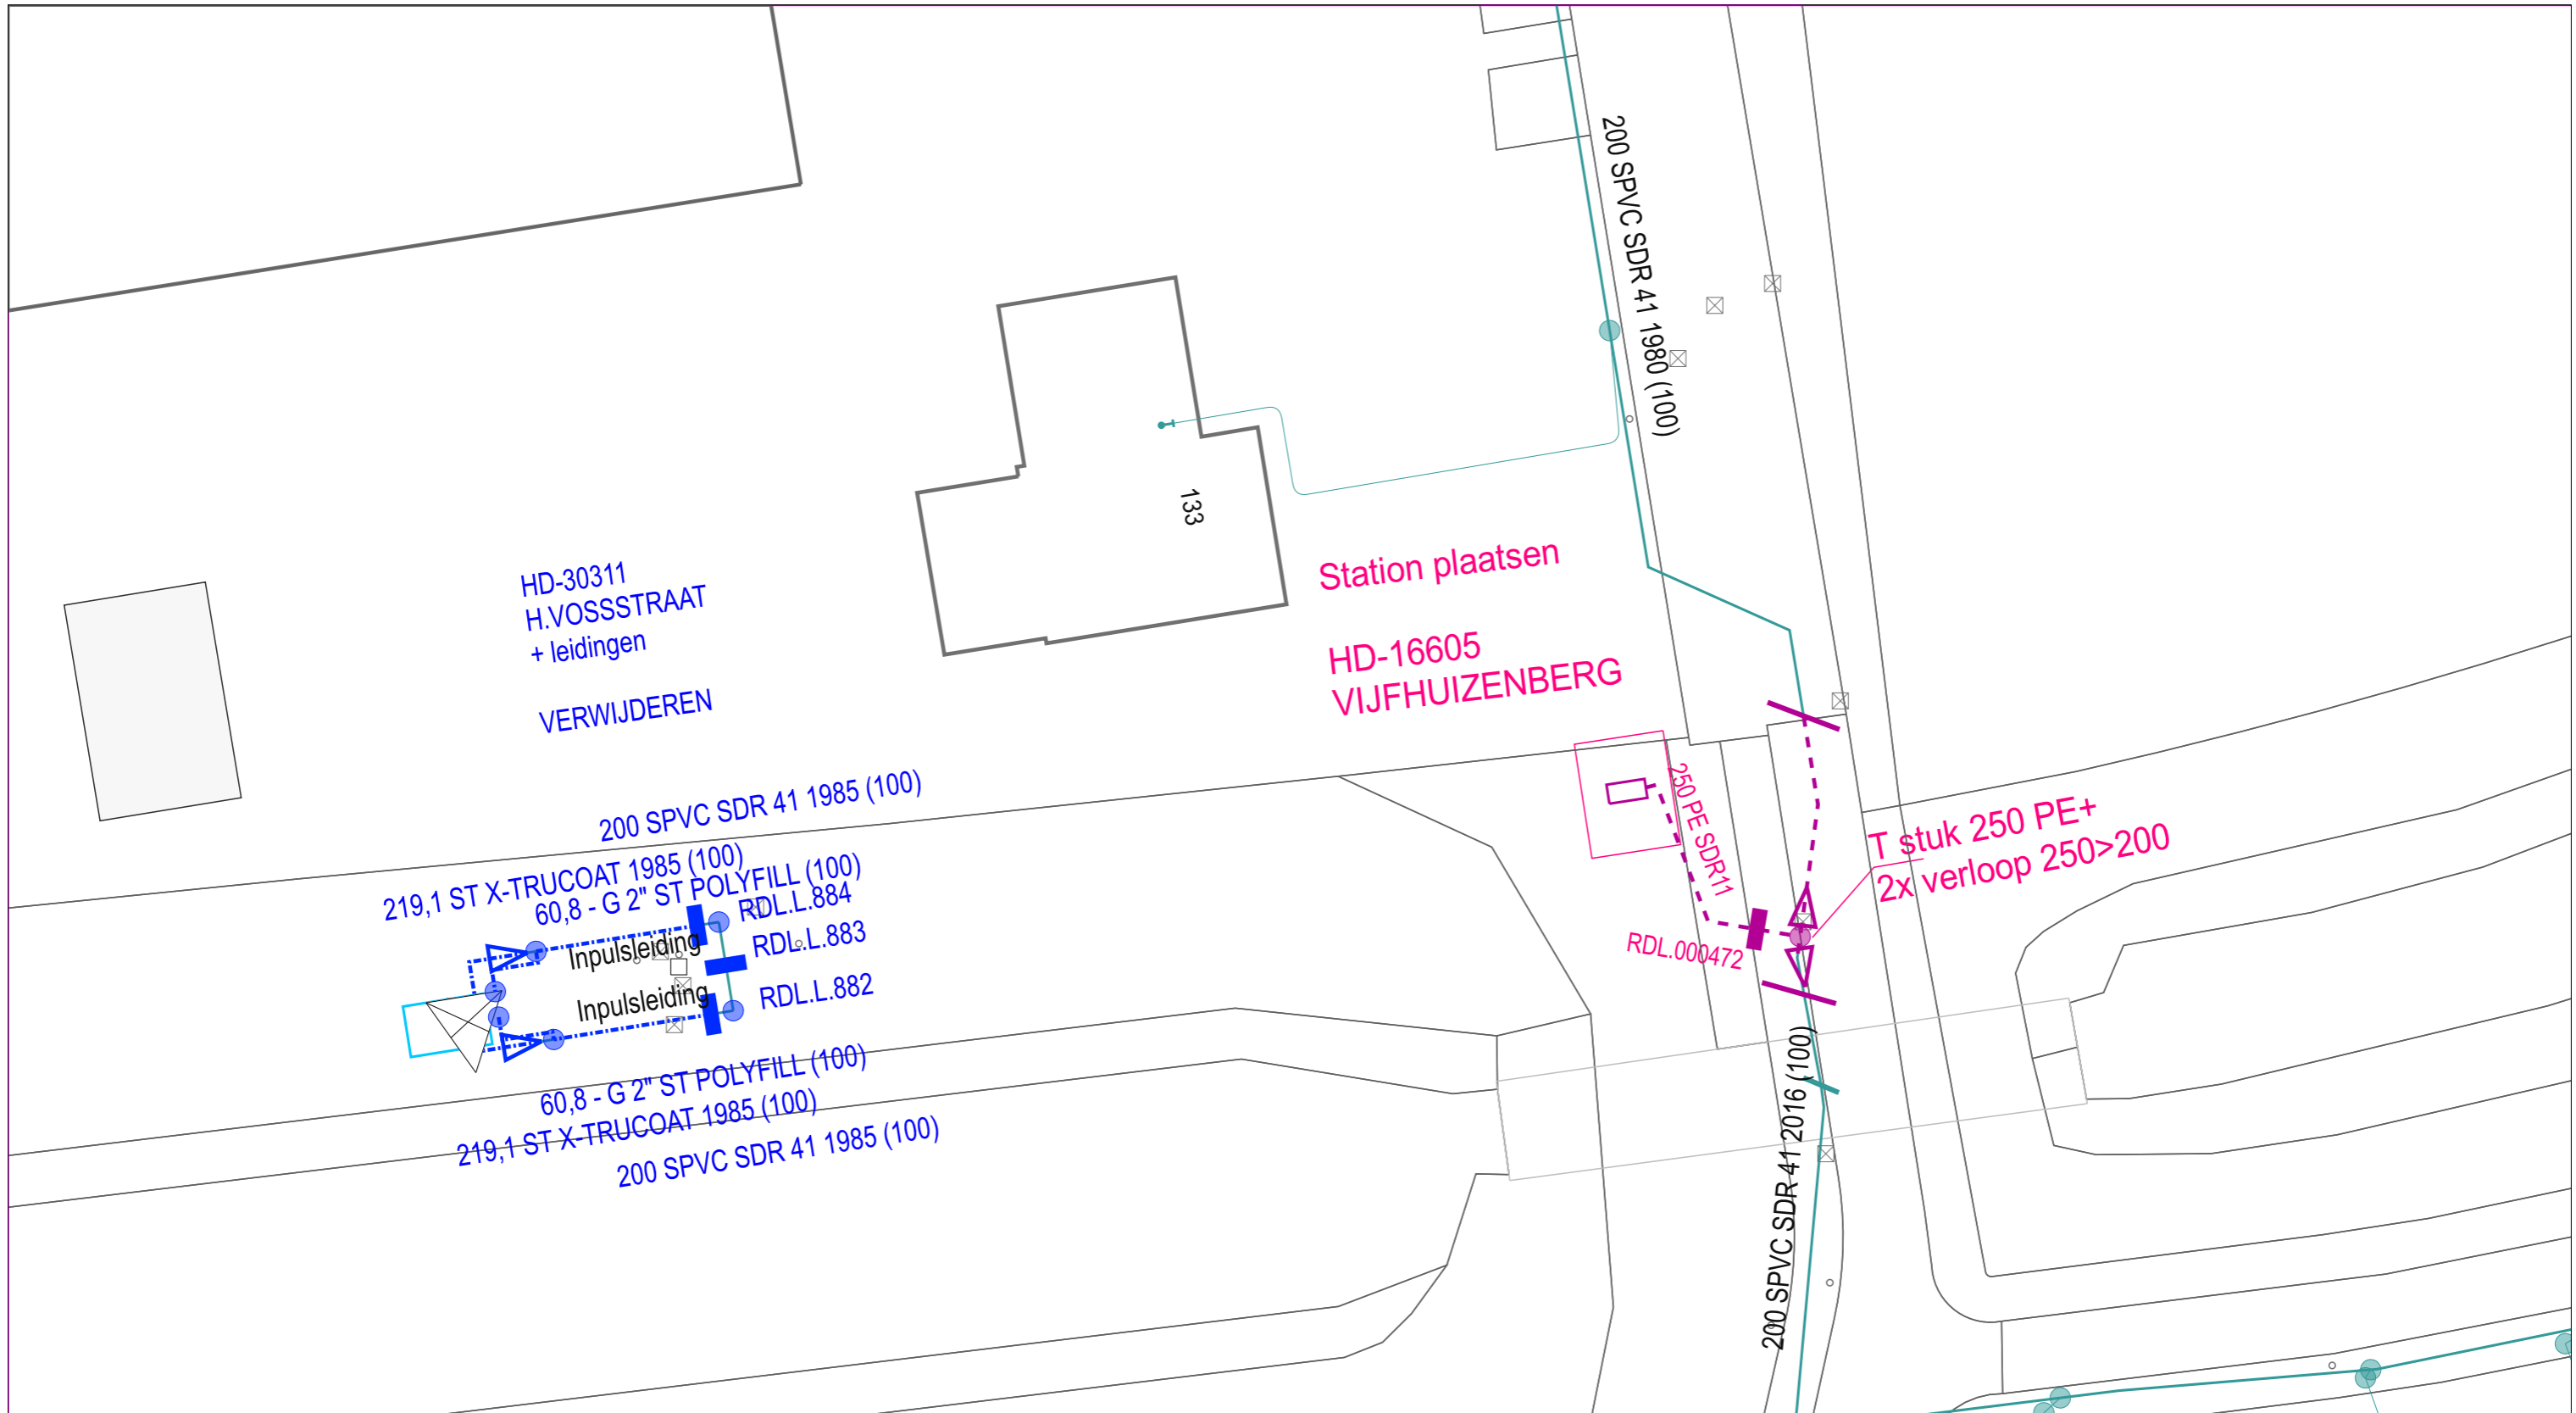 200 SPVC SDR 41 1980 (100)
133
HD-30311
H.VOSSSTRAAT
+ leidingen
VERWIJDEREN
Station plaatsen
HD-16605
VIJFHUIZENBERG
200 SPVC SDR 41 1985 (100)
219,1 ST X-TRUCOAT 1985 (100)
60,8 - G 2" ST POLYFILL (100)
RDL.L.884
Inpulsleiding
RDL.L.883
Inpulsleiding
RDL.L.882
60,8 - G 2" ST POLYFILL (100)
219,1 ST X-TRUCOAT 1985 (100)
200 SPVC SDR 41 1985 (100)
250 PE SDR11
T stuk 250 PE+
2x verloop 250>200
RDL.000472
200 SPVC SDR 41 2016 (100)